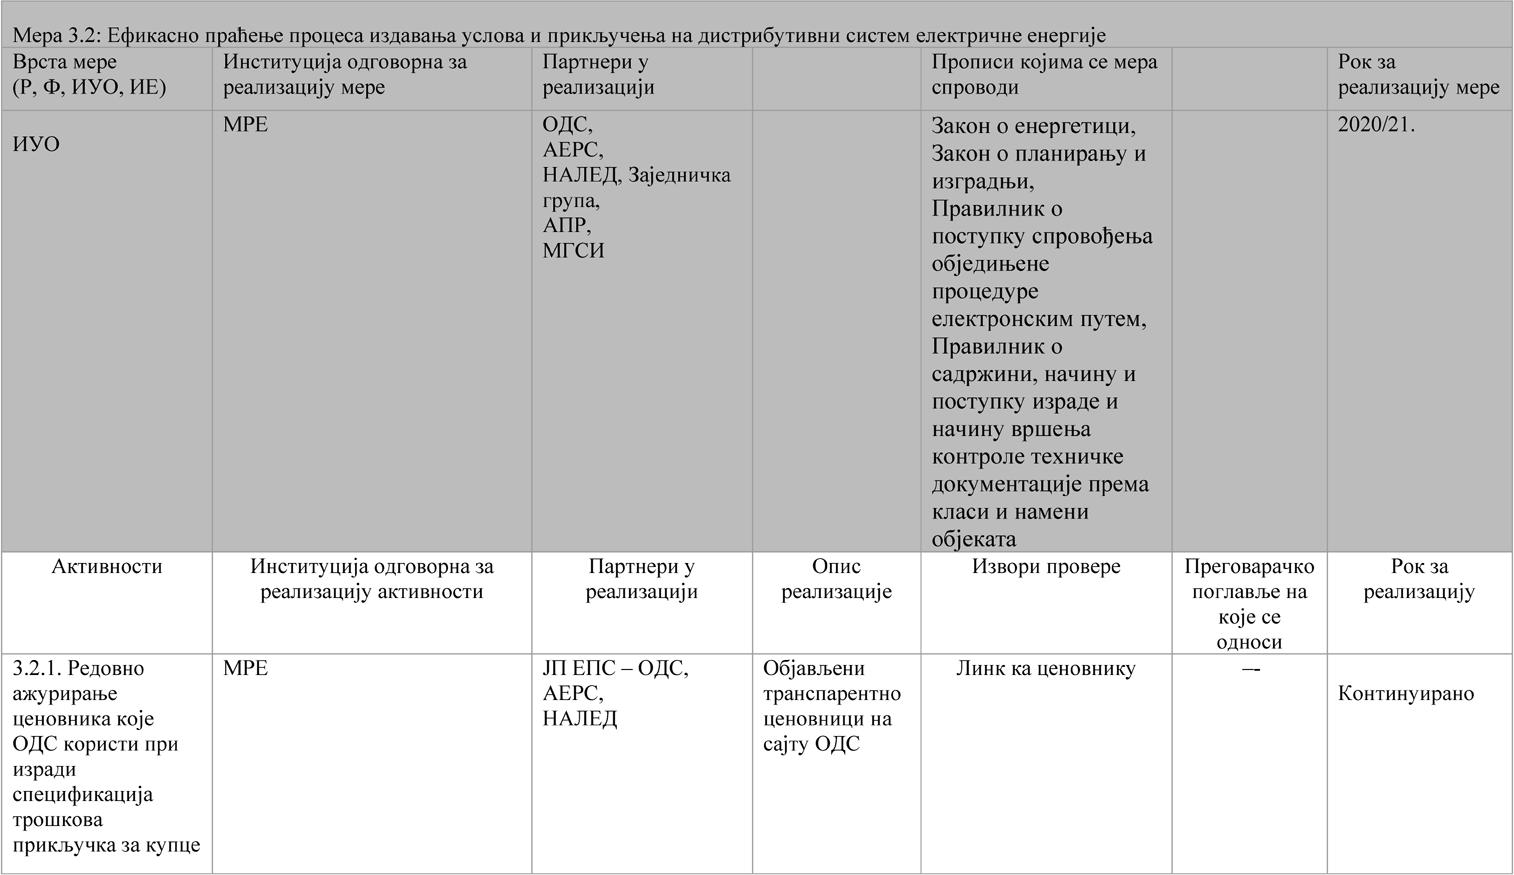 Мера 3.2: Ефикасно праћење процеса издавања услова и прикључења на дистрибутивни систем електричне енергије
Врста мере
(Р, Ф, ИУО, ИЕ)
Институција одговорна за
реализацију мере
Партнери у
реализацији
Прописи којима се мера
спроводи
Рок за
реализацију мере
ИУО
МРЕ
ОДС,
АЕРС,
НАЛЕД, Заједничка
група,
АПР,
МГСИ
Закон о енергетици,
Закон о планирању и
изградњи,
Правилник о
поступку спровођења
обједињене
процедуре
електронским путем,
Правилник о
садржини, начину и
поступку израде и
начину вршења
контроле техничке
документације према
класи и намени
објеката
2020/21.
Активности
Институција одговорна за
реализацију активности
Партнери у
реализацији
Опис
реализације
Извори провере
Преговарачко
поглавље на
које се
односи
Рок за
реализацију
3.2.1. Редовно
ажурирање
ценовника које
ОДС користи при
изради
спецификација
трошкова
прикључка за купце
МРЕ
ЈП ЕПС – ОДС,
АЕРС,
НАЛЕД
Објављени
транспарентно
ценовници на
сајту ОДС
Линк ка ценовнику
–-
Континуирано